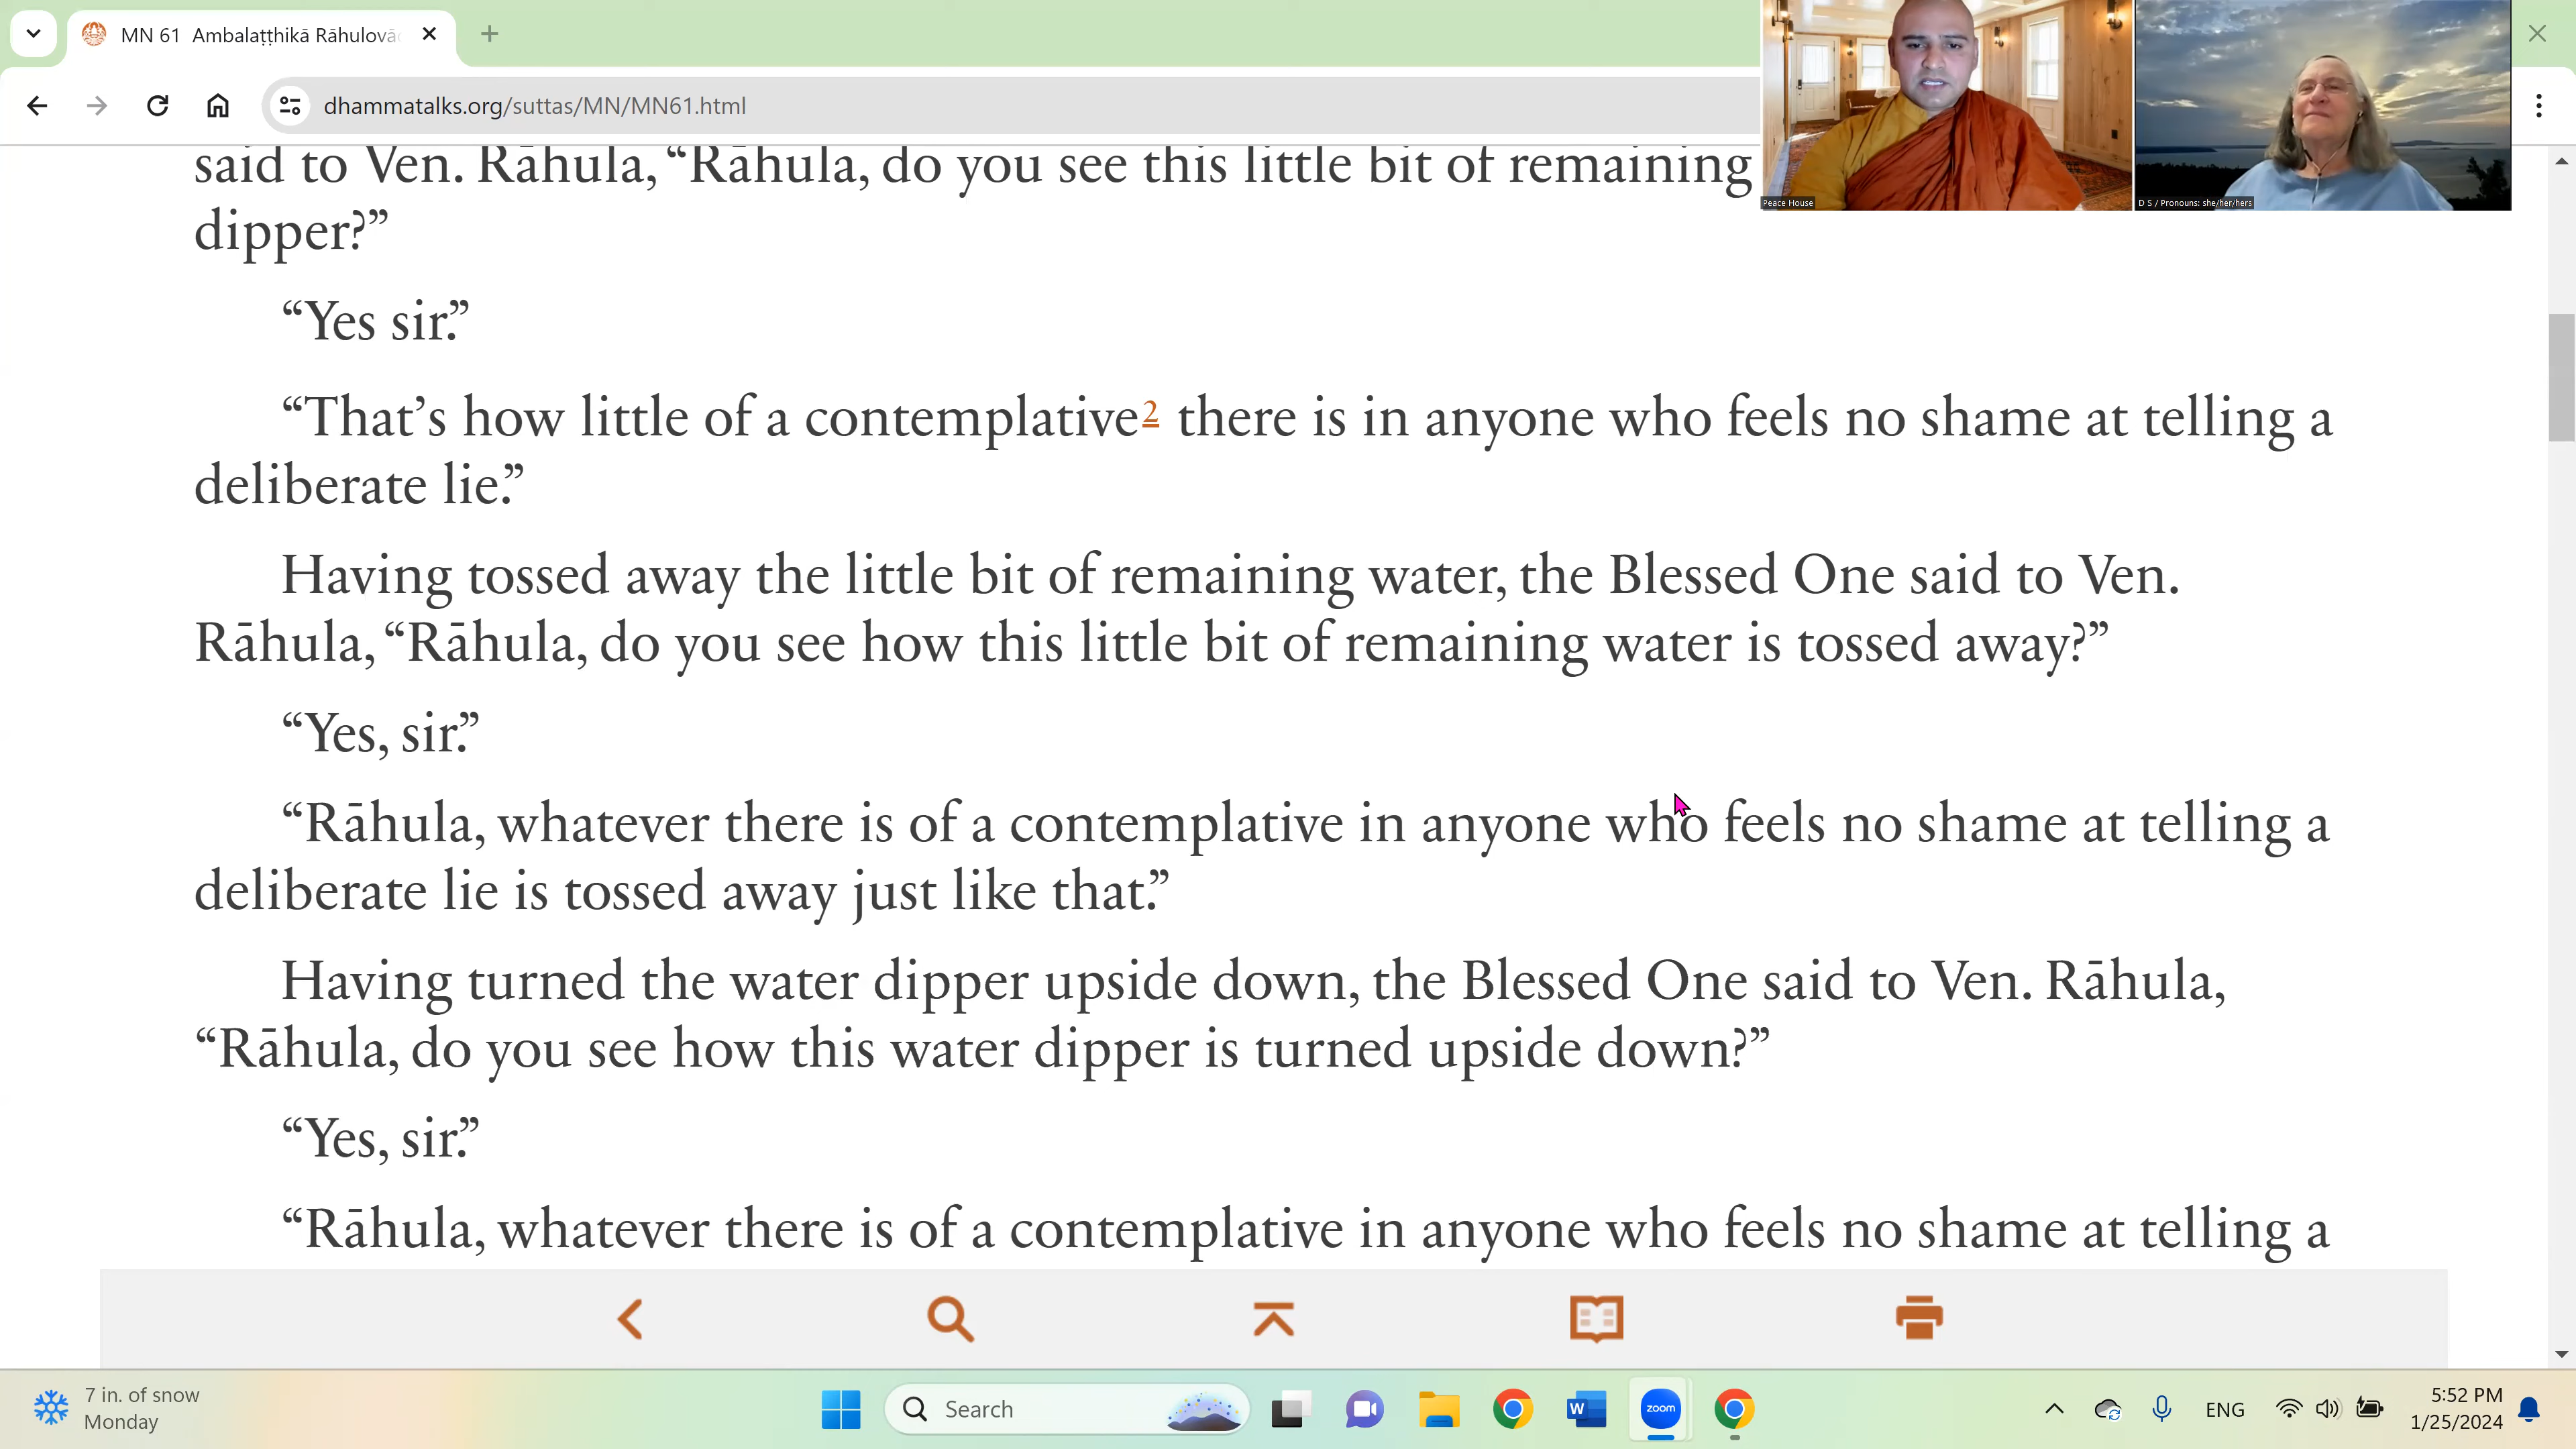 MN 61 Ambalaṭṭhikā Rāhulovā
dhammatalks.org/suttas/MN/MN61.html
Peace House
D S / Pronouns: she/her/hers
said to Ven. Rāhula, “Rāhula, do you see this little bit of remaining
dipper?”
“Yes sir.”
“That’s how little of a contemplative2 there is in anyone who feels no shame at telling a
deliberate lie.”
Having tossed away the little bit of remaining water, the Blessed One said to Ven.
Rāhula, “Rāhula, do you see how this little bit of remaining water is tossed away?”
“Yes, sir.”
“Rāhula, whatever there is of a contemplative in anyone who feels no shame at telling a
deliberate lie is tossed away just like that.”
Having turned the water dipper upside down, the Blessed One said to Ven. Rāhula,
“Rāhula, do you see how this water dipper is turned upside down?”
“Yes, sir.”
“Rāhula, whatever there is of a contemplative in anyone who feels no shame at telling a
7 in. of snow
Monday
Search
W
zoom
ENG
5:52 PM
1/25/2024